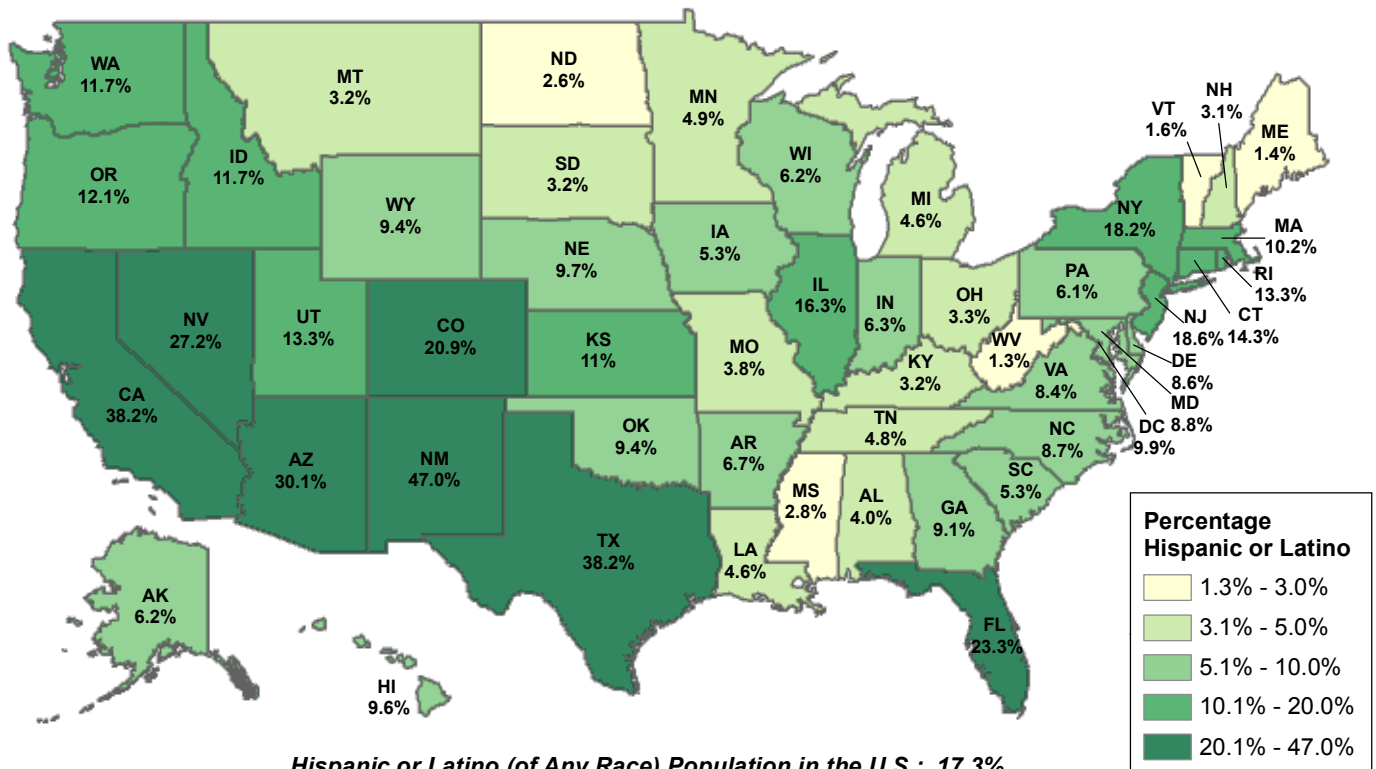 WA
11.7%
MT
3.2%
ND
2.6%
MN
4.9%
VT
1.6%
NH
3.1%
ME
1.4%
OR
12.1%
ID
11.7%
WY
9.4%
SD
3.2%
WI
6.2%
MI
4.6%
NY
18.2%
MA
10.2%
RI
13.3%
CT
14.3%
NJ
18.6%
NE
9.7%
IA
5.3%
IL
16.3%
IN
6.3%
OH
3.3%
PA
6.1%
NV
27.2%
UT
13.3%
CO
20.9%
KS
11%
MO
3.8%
KY
3.2%
WV
1.3%
VA
8.4%
DE
8.6%
MD
8.8%
DC
9.9%
CA
38.2%
AZ
30.1%
NM
47.0%
OK
9.4%
AR
6.7%
TN
4.8%
NC
8.7%
SC
5.3%
MS
2.8%
AL
4.0%
GA
9.1%
TX
38.2%
LA
4.6%
FL
23.3%
AK
6.2%
HI
9.6%
Percentage
Hispanic or Latino
1.3% - 3.0%
3.1% - 5.0%
5.1% - 10.0%
10.1% - 20.0%
20.1% - 47.0%
Hispanic or Latino (of Any Race) Population in the U.S.: 17.3%